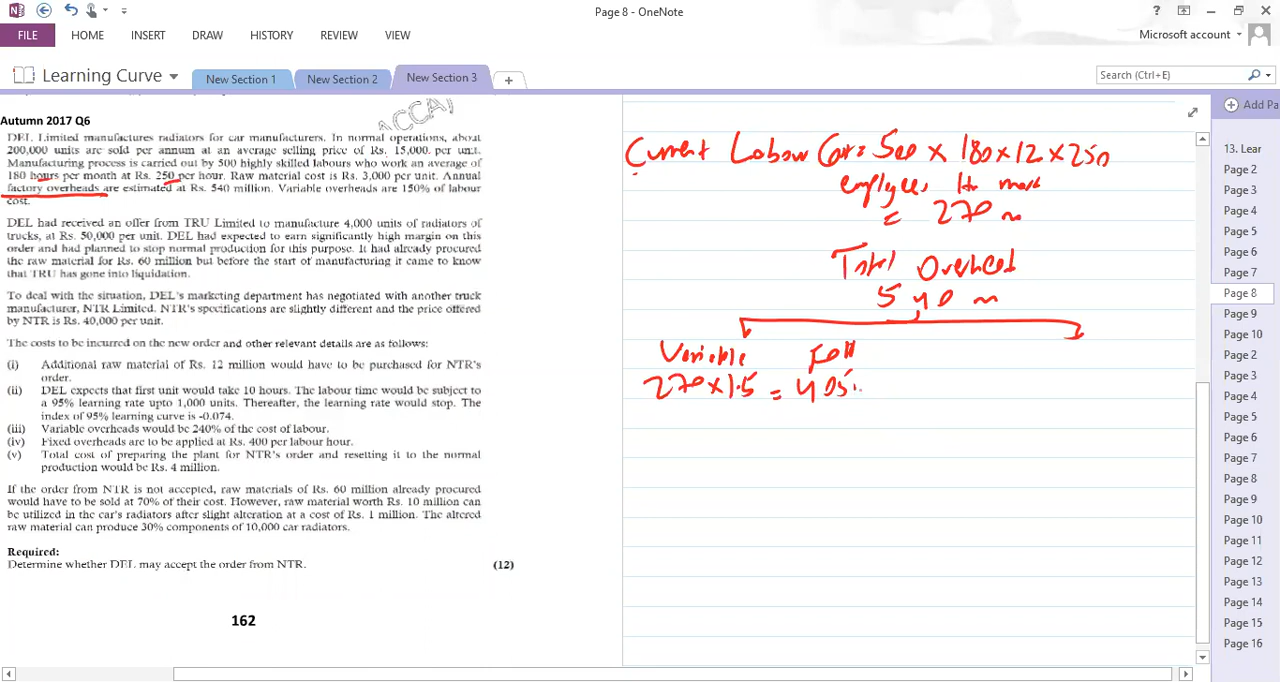 Page 8 - OneNote
?
FILE HOME INSERT DRAW HISTORY REVIEW VIEW
Microsoft account
Learning Curve
New Section 1
New Section 2
New Section 3
Search (Ctrl+E)
ACCA)
Autumn 2017 Q6
DEL Limited manufactures radiators for car manufacturers. In normal operations, about
200,000 units are sold per annum at an average selling price of Rs. 15,000. per unit.
Manufacturing process is carried out by 500 highly skilled labours who work an average of
180 hours per month at Rs. 250 per hour. Raw material cost is Rs. 3,000 per unit. Annual
factory overheads are estimated at Rs. 540 million. Variable overheads are 150% of labour
cost.
DEL had received an offer from TRU Limited to manufacture 4,000 units of radiators of
trucks, at Rs. 50,000 per unit. DEL had expected to earn significantly high margin on this
order and had planned to stop normal production for this purpose. It had already procured
the raw material for Rs. 60 million but before the start of manufacturing it came to know
that TRU has gone into liquidation.
To deal with the situation, DEL's marketing department has negotiated with another truck
manufacturer, NTR Limited. NTR's specifications are slightly different and the price offered
by NTR is Rs. 40,000 per unit.
The costs to be incurred on the new order and other relevant details are as follows:
(i) Additional raw material of Rs. 12 million would have to be purchased for NTR's
order.
(ii) DEL expects that first unit would take 10 hours. The labour time would be subject to
a 95% learning rate upto 1,000 units. Thereafter, the learning rate would stop. The
index of 95% learning curve is -0.074.
(iii) Variable overheads would be 240% of the cost of labour.
(iv) Fixed overheads are to be applied at Rs. 400 per labour hour.
(v) Total cost of preparing the plant for NTR's order and resetting it to the normal
production would be Rs. 4 million.
If the order from NTR is not accepted, raw materials of Rs. 60 million already procured
would have to be sold at 70% of their cost. However, raw material worth Rs. 10 million can
be utilized in the car's radiators after slight alteration at a cost of Rs. 1 million. The altered
raw material can produce 30% components of 10,000 car radiators.
Required:
Determine whether DEL may accept the order from NTR. (12)
162
Current Labour Cost = 500 × 180 × 12 × 250
employees Hr
= 270 m
Total Overhead
540 m
Variable
270 × 1.5 = 405
Add Pa
13. Lear
Page 2
Page 3
Page 4
Page 5
Page 6
Page 7
Page 8
Page 9
Page 10
Page 2
Page 3
Page 4
Page 5
Page 6
Page 7
Page 8
Page 9
Page 10
Page 11
Page 12
Page 13
Page 14
Page 15
Page 16